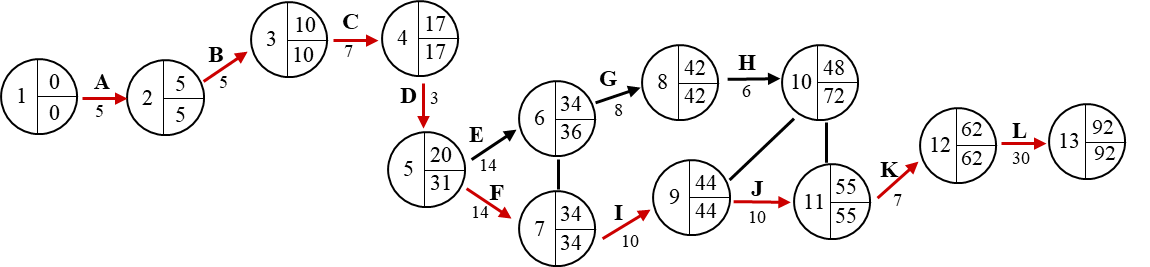 1 0 0
A
5
2 5 5
B
5
3 10 10
C
7
4 17 17
D 3
5 20 31
E
14
F
14
6 34 36
7 34 34
G
8
I
10
8 42 42
9 44 44
H
6
J
10
10 48 72
11 55 55
K
7
12 62 62
L
30
13 92 92